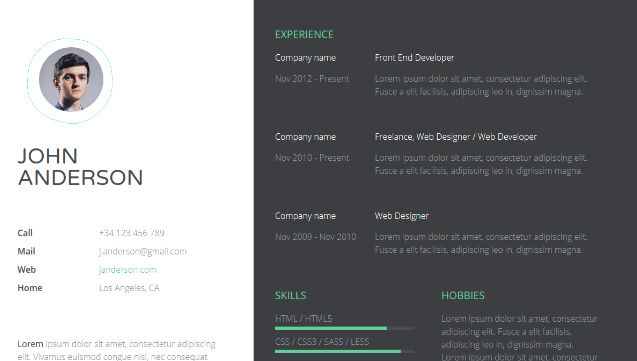 JOHN
ANDERSON
Call +34 123 456 789
Mail j.anderson@gmail.com
Web janderson.com
Home Los Angeles, CA
Lorem ipsum dolor sit amet, consectetur adipiscing
elit. Vivamus euismod congue nisi, nec consequat
EXPERIENCE
Company name Front End Developer
Nov 2012 - Present Lorem ipsum dolor sit amet, consectetur adipiscing elit.
Fusce a elit facilisis, adipiscing leo in, dignissim magna.
Company name Freelance, Web Designer / Web Developer
Nov 2010 - Present Lorem ipsum dolor sit amet, consectetur adipiscing elit.
Fusce a elit facilisis, adipiscing leo in, dignissim magna.
Company name Web Designer
Nov 2009 - Nov 2010 Lorem ipsum dolor sit amet, consectetur adipiscing elit.
Fusce a elit facilisis, adipiscing leo in, dignissim magna.
SKILLS
HTML / HTML5
CSS / CSS3 / SASS / LESS
HOBBIES
Lorem ipsum dolor sit amet, consectetur
adipiscing elit. Fusce a elit facilisis,
adipiscing leo in, dignissim magna.
Lorem ipsum dolor sit amet, consectetur